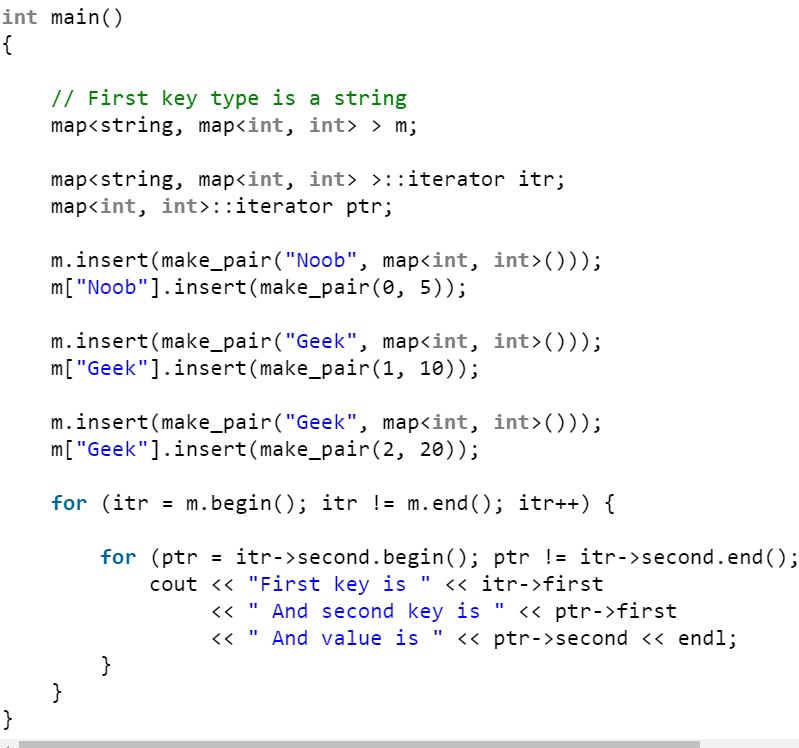 int main()
{
    // First key type is a string
    map<string, map<int, int> > m;
    map<string, map<int, int> >::iterator itr;
    map<int, int>::iterator ptr;
    m.insert(make_pair("Noob", map<int, int>()));
    m["Noob"].insert(make_pair(0, 5));
    m.insert(make_pair("Geek", map<int, int>()));
    m["Geek"].insert(make_pair(1, 10));
    m.insert(make_pair("Geek", map<int, int>()));
    m["Geek"].insert(make_pair(2, 20));
    for (itr = m.begin(); itr != m.end(); itr++) {
        for (ptr = itr->second.begin(); ptr != itr->second.end();
            cout << "First key is " << itr->first
                 << " And second key is " << ptr->first
                 << " And value is " << ptr->second << endl;
        }
    }
}